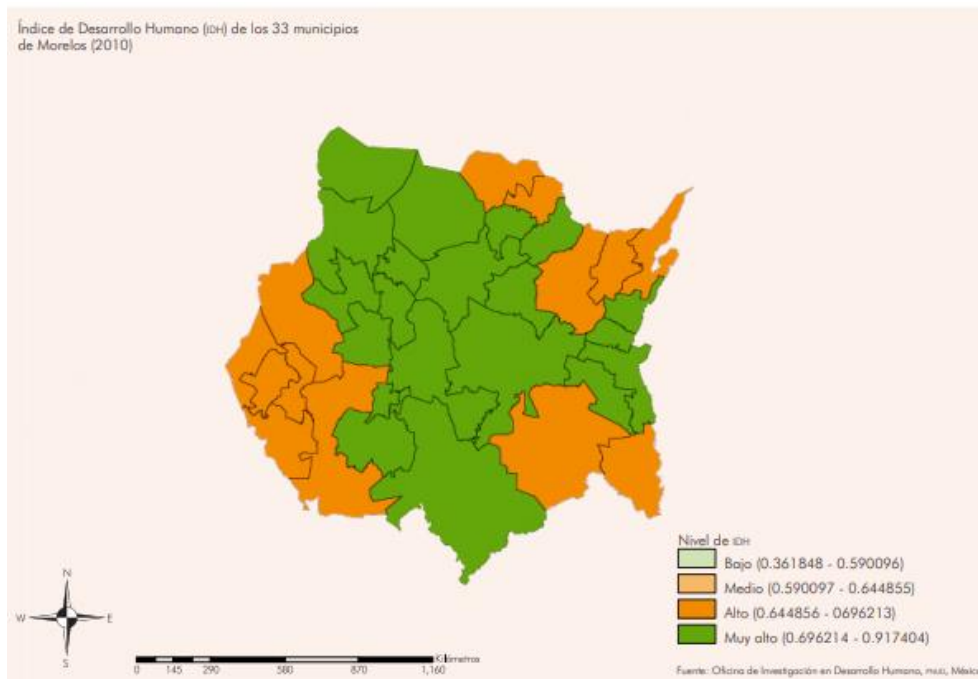 Índice de Desarrollo Humano (IDH) de los 33 municipios
de Morelos (2010)
Nivel de IDH
Bajo (0.361848 - 0.590096)
Medio (0.590097 - 0.644855)
Alto (0.644856 - 0696213)
Muy alto (0.696214 - 0.917404)
N
W E
S
Kilómetros
0 145 290 580 870 1,160
Fuente: Oficina de Investigación en Desarrollo Humano, PNUD, México